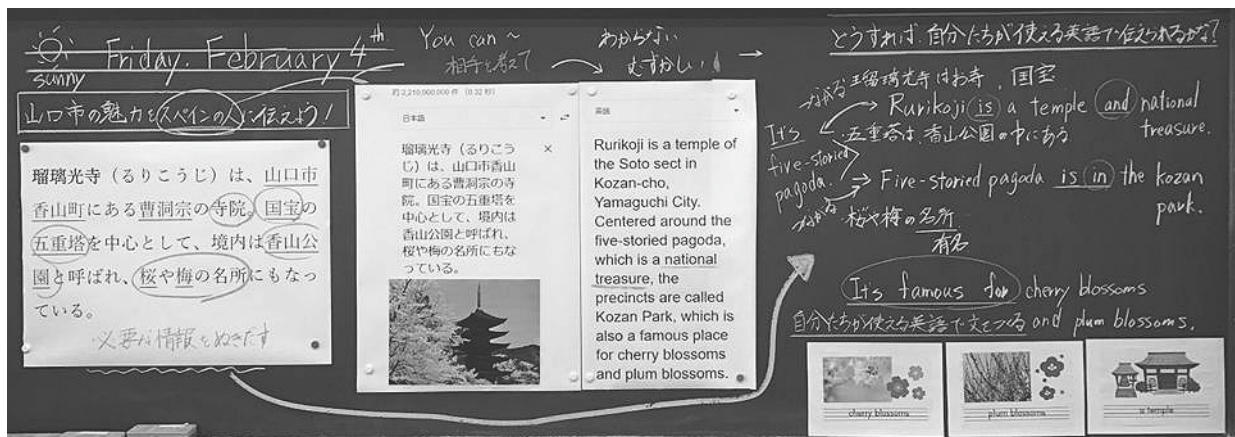 Friday. February 4th
sunny
You can ~
相手を考えて
わからない
むずかしい
→
どうすれば、自分たちが使える英語で伝えられるかな?
山口市の魅力をスペインの人に伝えよう!
瑠璃光寺（るりこうじ）は、山口市
香山町にある曹洞宗の寺院。国宝の
五重塔を中心として、境内は香山公
園と呼ばれ、桜や梅の名所にもなっ
ている。
必要な情報をぬきだす
約 2,210,000,000 件 (0.32 秒)
日本語
瑠璃光寺（るりこう
じ）は、山口市香山
町にある曹洞宗の寺
院。国宝の五重塔を
中心として、境内は
香山公園と呼ばれ、
桜や梅の名所にもな
っている。
英語
Rurikoji is a temple of
the Soto sect in
Kozan-cho,
Yamaguchi City.
Centered around the
five-storied pagoda,
which is a national
treasure, the
precincts are called
Kozan Park, which is
also a famous place
for cherry blossoms
and plum blossoms.
瑠璃光寺はお寺、国宝
Rurikoji is a temple and national
treasure.
It's
five-storied
pagoda.
五重塔は、香山公園の中にある
Five-storied pagoda is in the kozan
park.
桜や梅の名所
有名
It's famous for cherry blossoms
and plum blossoms.
自分たちが使える英語で文をつくる
cherry blossoms
plum blossoms
a temple